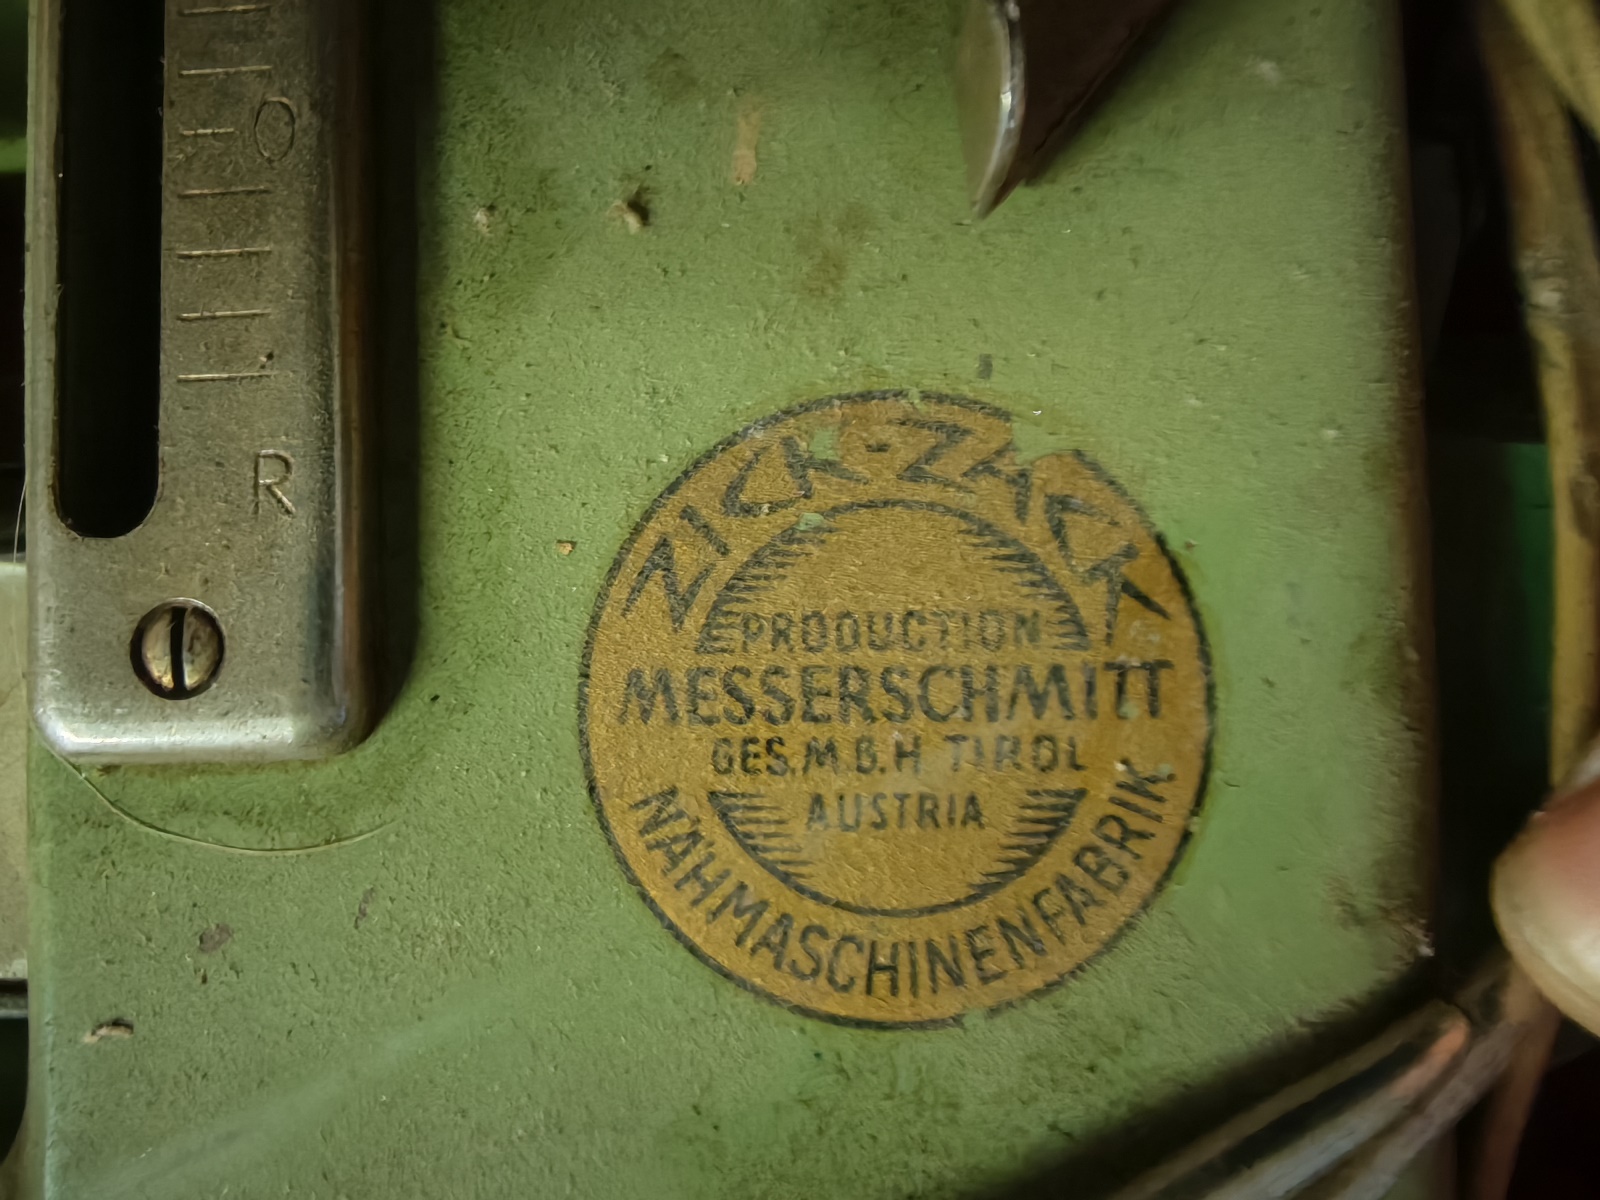 O
R
ZICK-ZACK
PRODUCTION
MESSERSCHMITT
GES.M.B.H TIROL
AUSTRIA
NÄHMASCHINENFABRIK